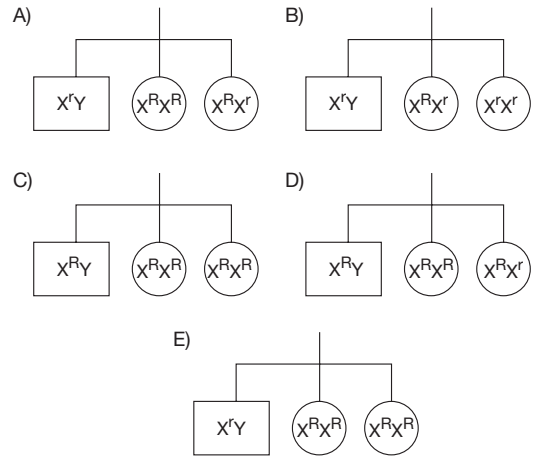 A)
XʳY XᴿXᴿ XᴿXʳ
B)
XʳY XᴿXʳ XʳXʳ
C)
XᴿY XᴿXᴿ XᴿXᴿ
D)
XᴿY XᴿXᴿ XᴿXʳ
E)
XʳY XᴿXᴿ XᴿXᴿ